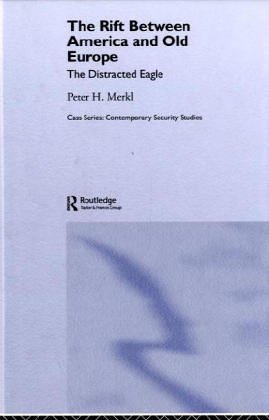 The Rift Between
America and Old
Europe
The Distracted Eagle
Peter H. Merkl
Cass Series: Contemporary Security Studies
Routledge
Taylor & Francis Group